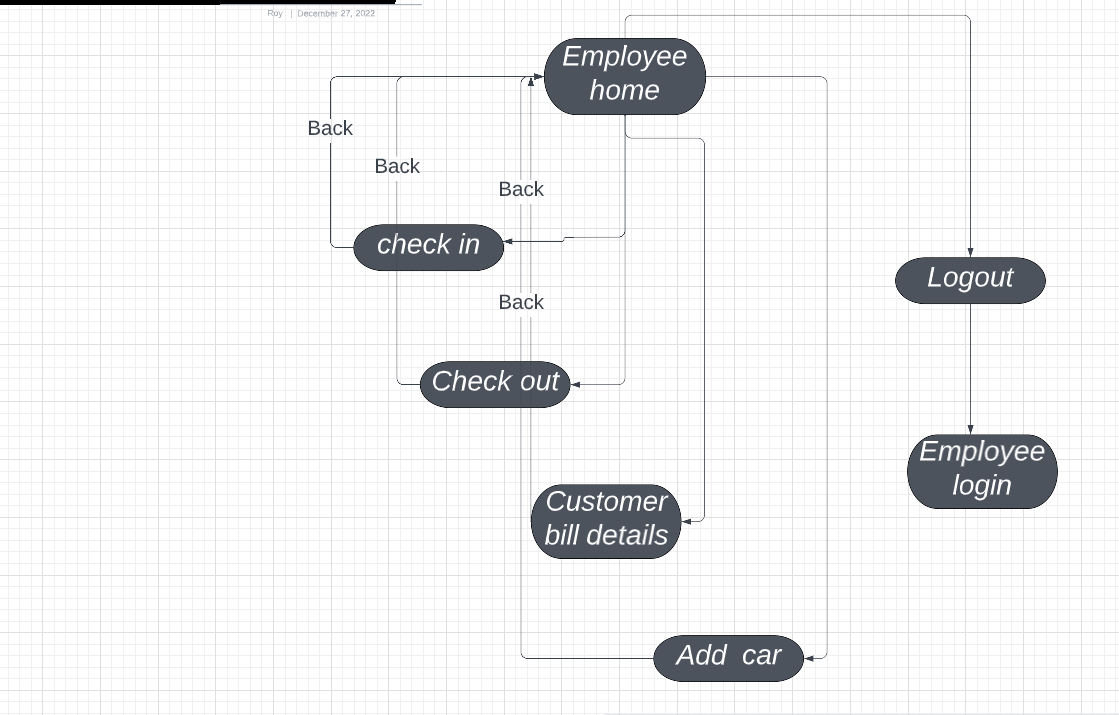 Roy | December 27, 2022
Employee
home
Back
Back
Back
check in
Logout
Back
Check out
Employee
login
Customer
bill details
Add car